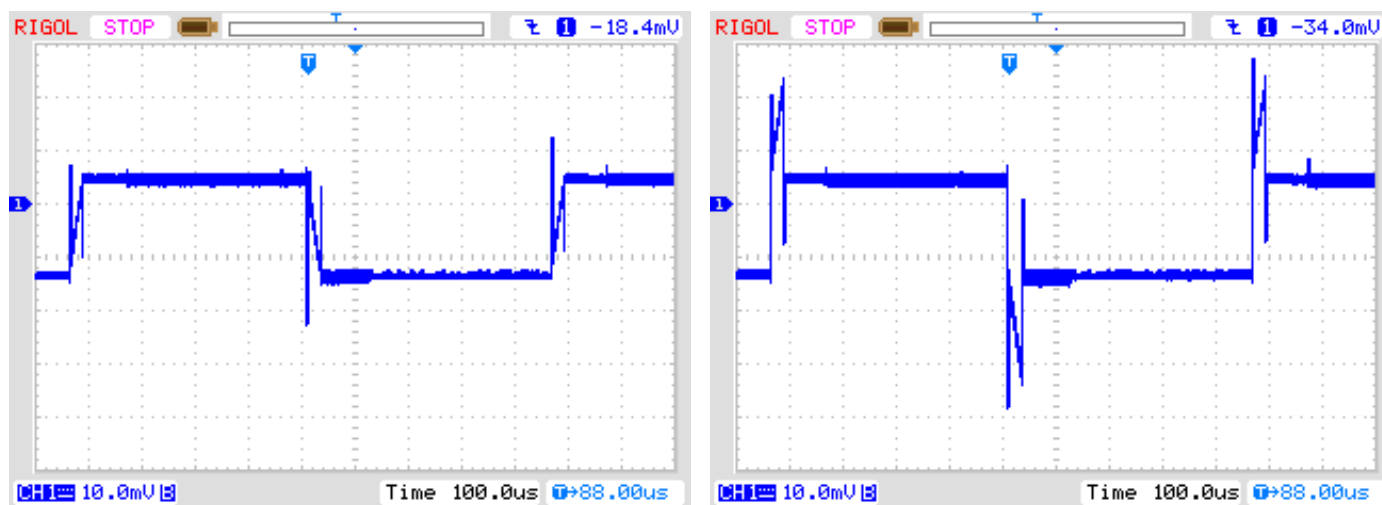 RIGOL STOP T 1 -18.4mV
T
1
CH1 10.0mV B Time 100.0us T→88.00us
RIGOL STOP T 1 -34.0mV
T
1
CH1 10.0mV B Time 100.0us T→88.00us